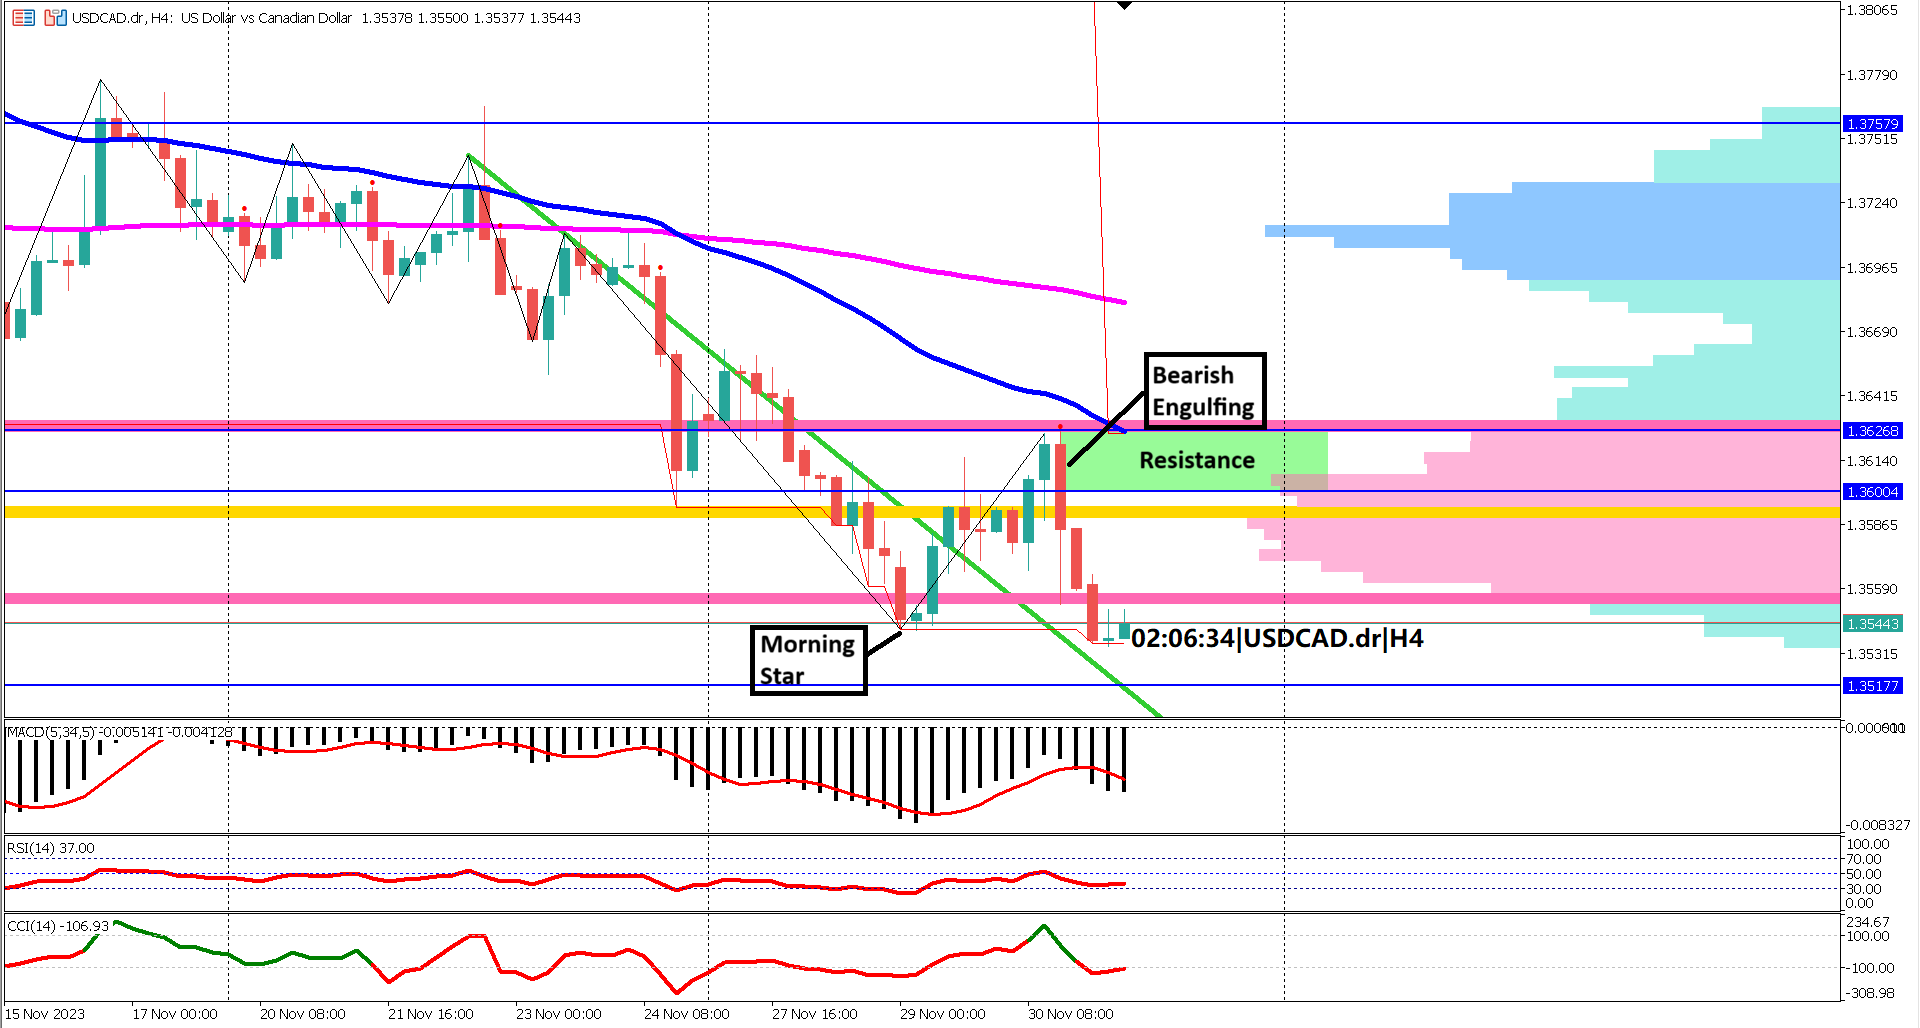 USDCAD.dr, H4: US Dollar vs Canadian Dollar 1.35378 1.35500 1.35377 1.35443
1.38065
1.37790
1.37579
1.37515
1.37240
1.36965
1.36690
1.36415
1.36268
1.36140
1.36004
1.35865
1.35590
1.35443
1.35315
1.35177
Bearish
Engulfing
Resistance
Morning
Star
02:06:34|USDCAD.dr|H4
MACD(5,34,5) -0.005141 -0.004128
-0.008327
RSI(14) 37.00
100.00
70.00
50.00
30.00
0.00
CCI(14) -106.93
234.67
100.00
-100.00
-308.98
15 Nov 2023 17 Nov 00:00 20 Nov 08:00 21 Nov 16:00 23 Nov 00:00 24 Nov 08:00 27 Nov 16:00 29 Nov 00:00 30 Nov 08:00